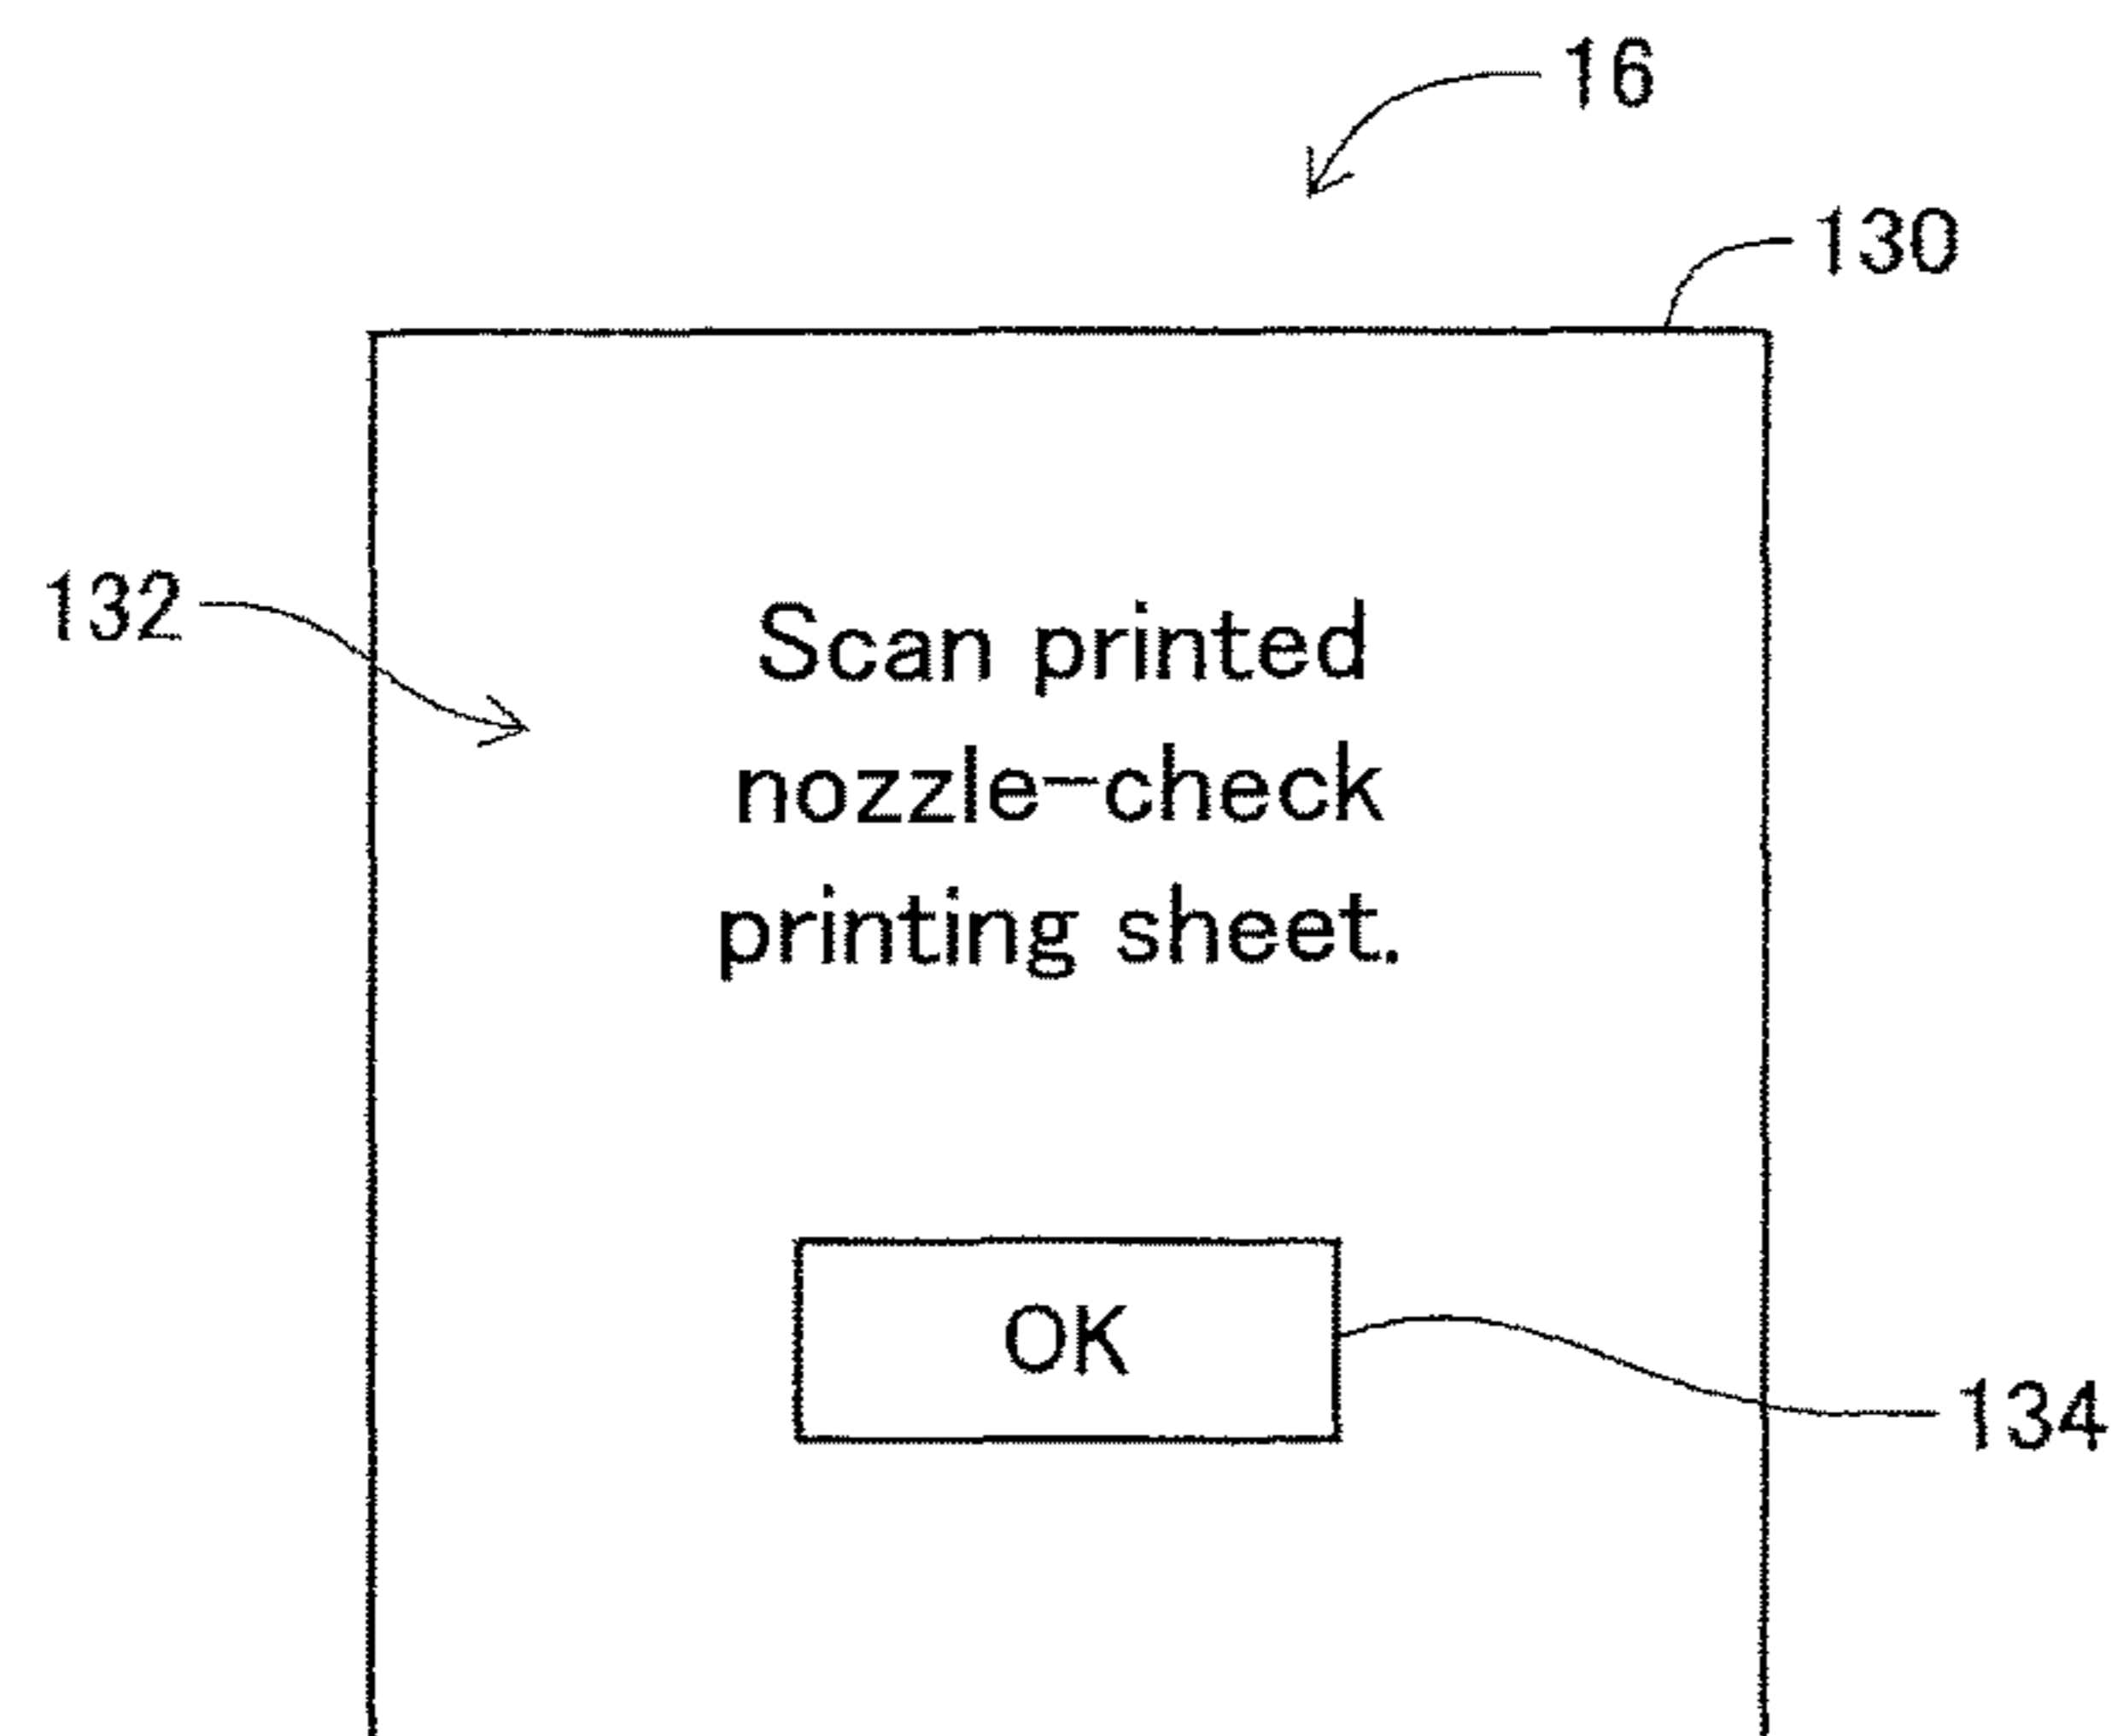 16
130
132
Scan printed
nozzle-check
printing sheet.
OK
134